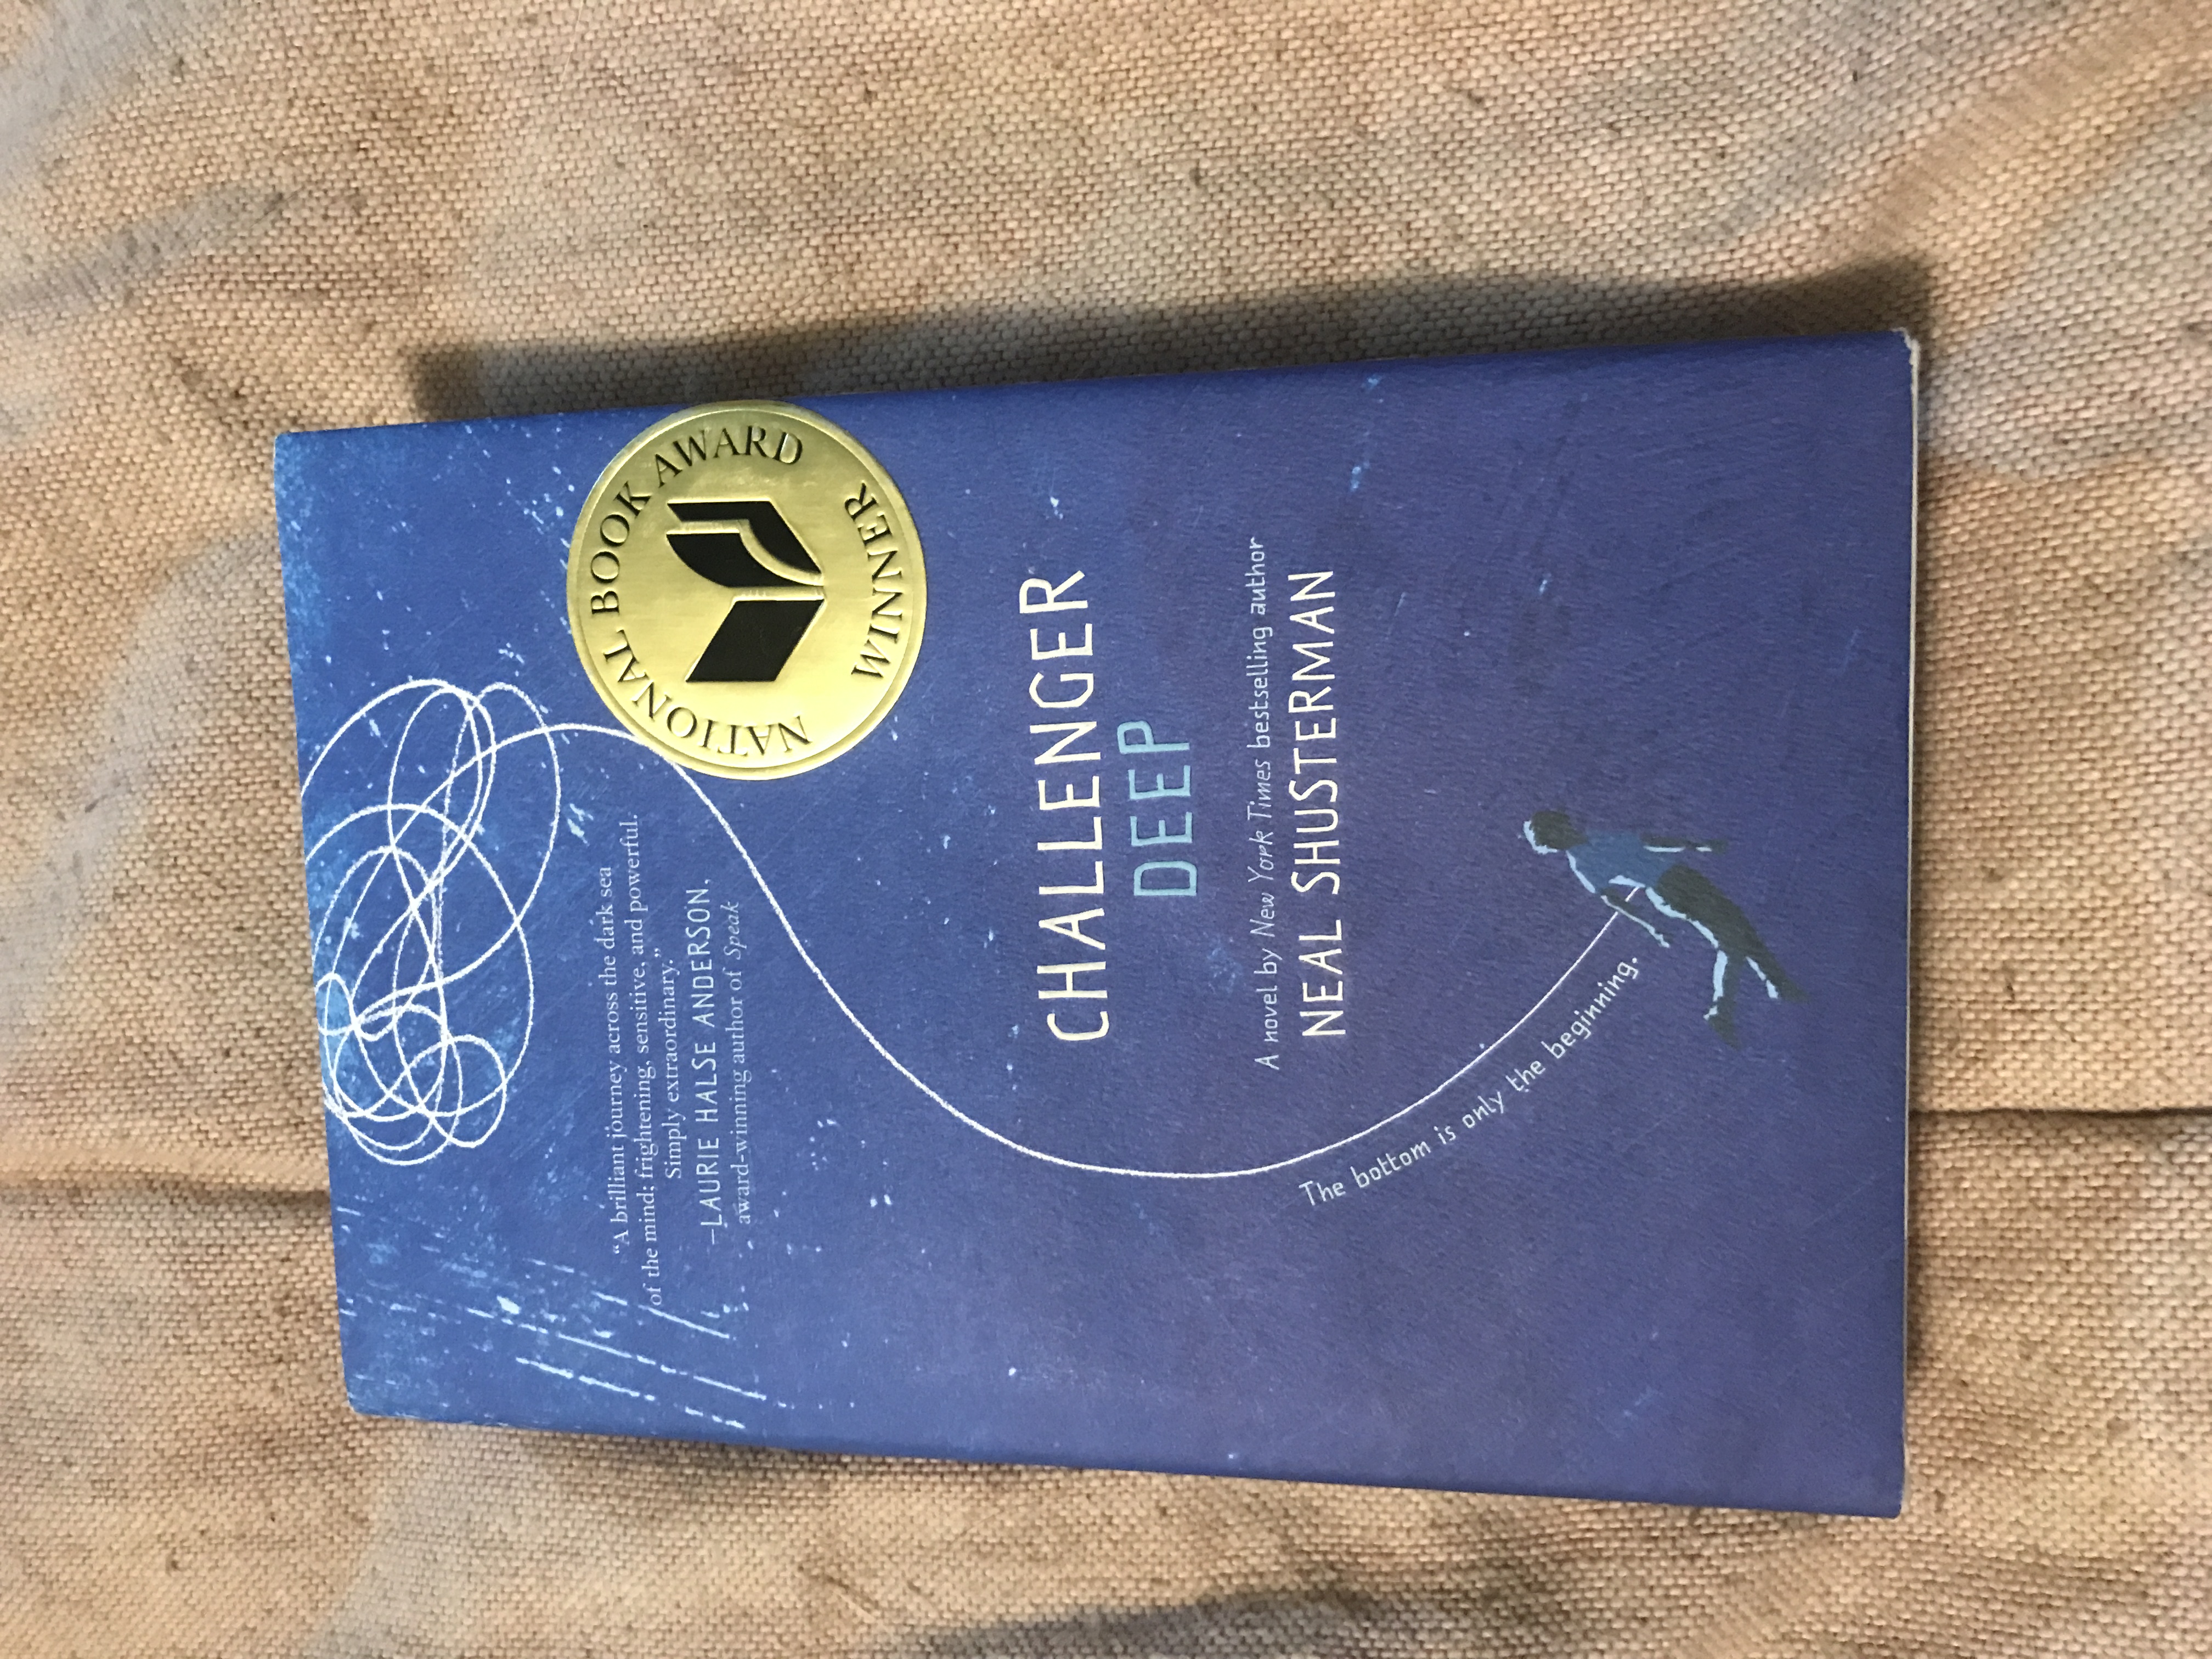 NATIONAL BOOK AWARD
WINNER
“A brilliant journey across the dark sea
of the mind; frightening, sensitive, and powerful.
Simply extraordinary.”
—LAURIE HALSE ANDERSON,
award-winning author of Speak
CHALLENGER
DEEP
A novel by New York Times bestselling author
NEAL SHUSTERMAN
The bottom is only the beginning.